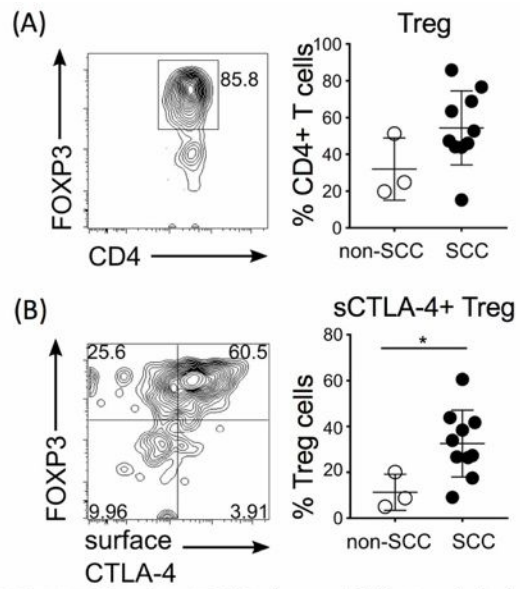 (A)
Treg
85.8
FOXP3
CD4
% CD4+ T cells
100
80
60
40
20
0
non-SCC SCC
(B)
sCTLA-4+ Treg
25.6 60.5
9.96 3.91
FOXP3
surface
CTLA-4
% Treg cells
80
60
40
20
0
*
non-SCC SCC